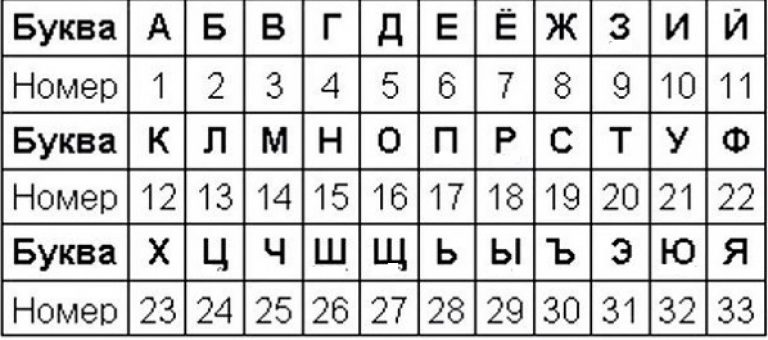 Буква А Б В Г Д Е Ё Ж З И Й
Номер 1 2 3 4 5 6 7 8 9 10 11
Буква К Л М Н О П Р С Т У Ф
Номер 12 13 14 15 16 17 18 19 20 21 22
Буква Х Ц Ч Ш Щ Ь Ы Ъ Э Ю Я
Номер 23 24 25 26 27 28 29 30 31 32 33